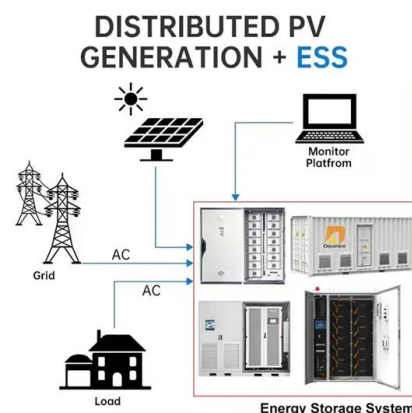 DISTRIBUTED PV
GENERATION + ESS
Monitor
Platfrom
Grid
AC
AC
Load
Energy Storage System